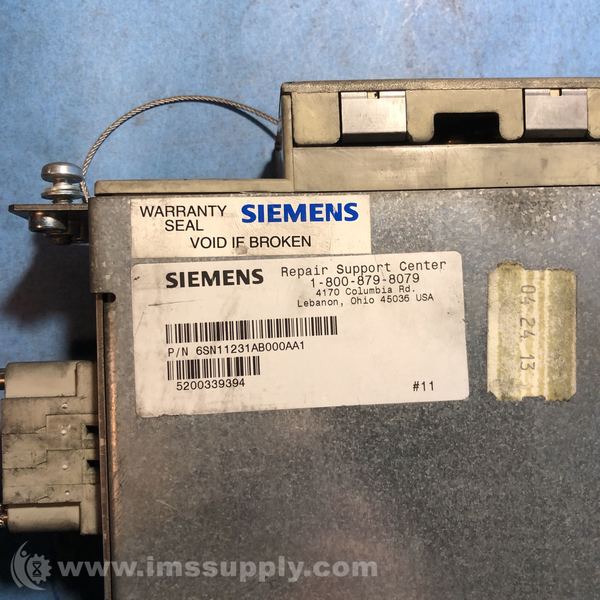 WARRANTY SIEMENS
SEAL
VOID IF BROKEN
SIEMENS Repair Support Center
1-800-879-8079
4170 Columbia Rd.
Lebanon, Ohio 45036 USA
P/N 6SN11231AB000AA1
5200339394
#11
04 24 13
www.imssupply.com